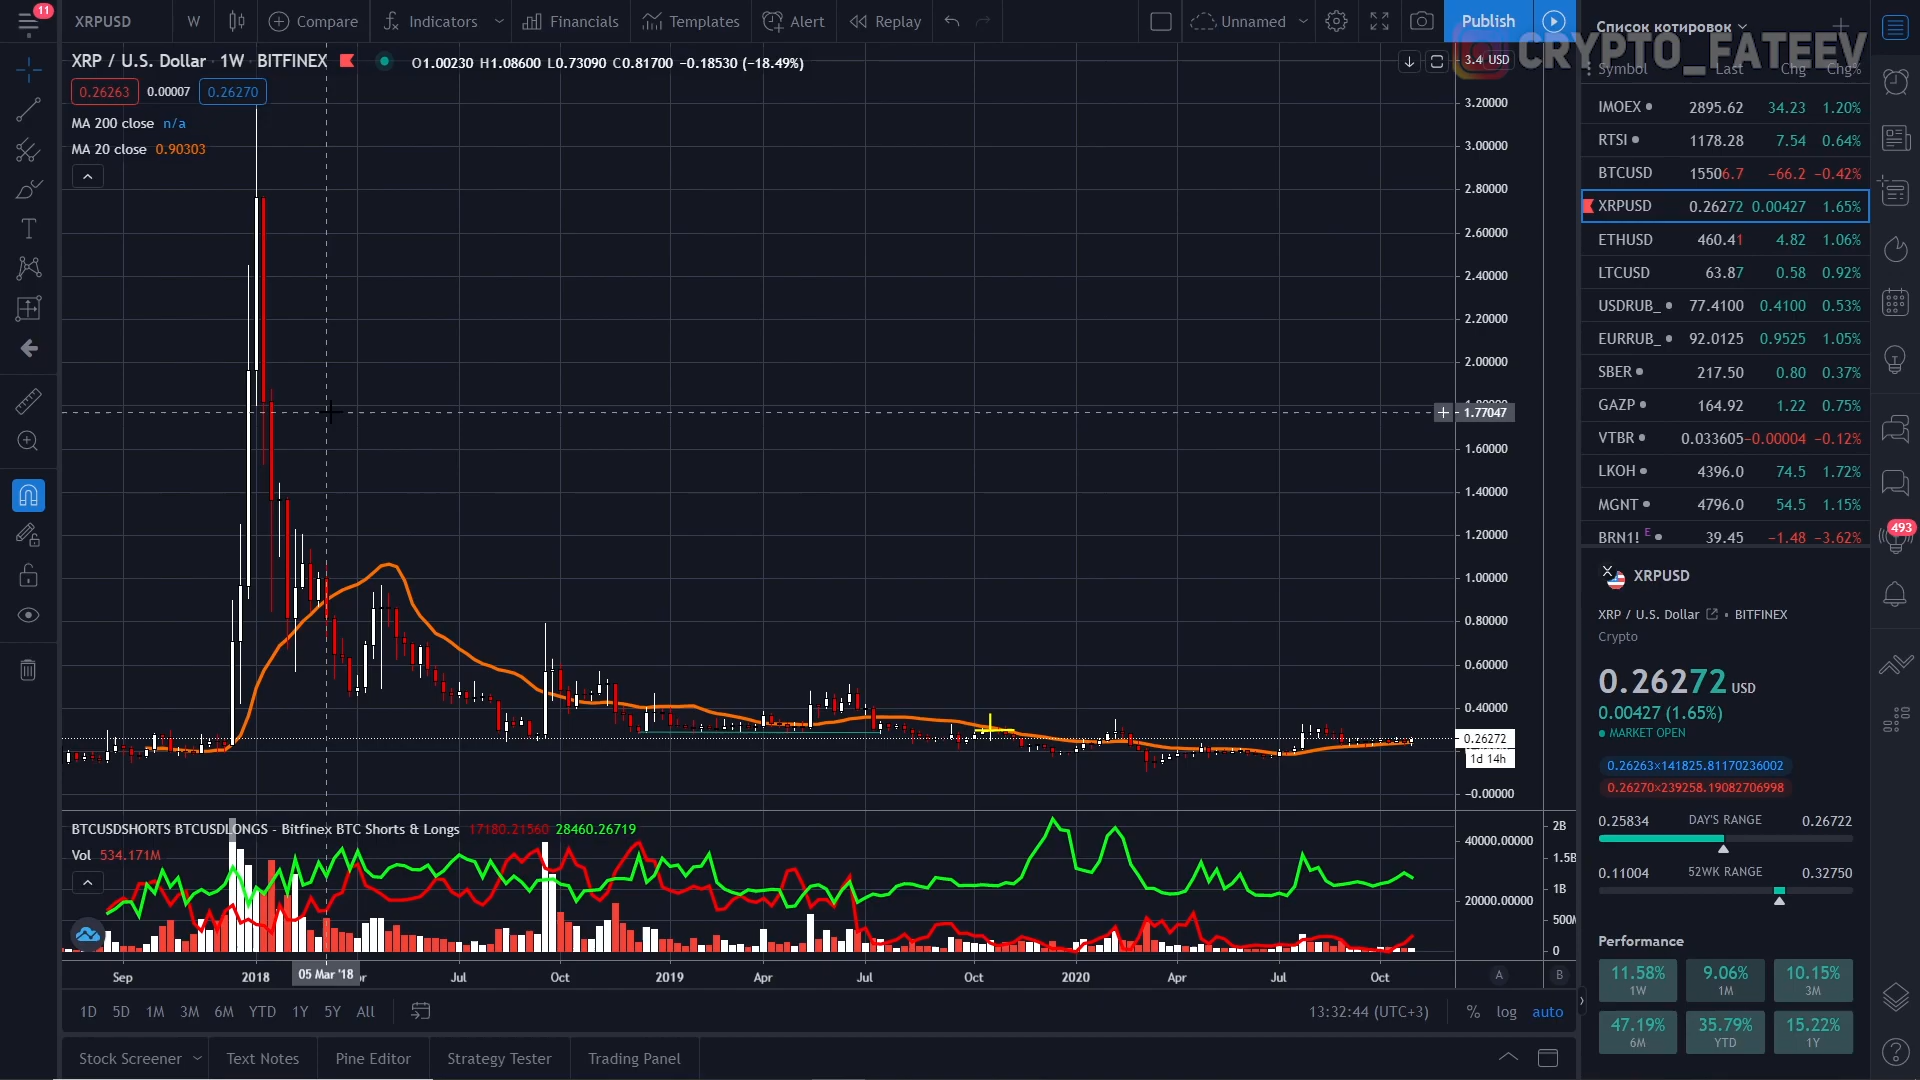 11
XRPUSD W Compare Indicators Financials Templates Alert Replay Unnamed Publish
Список котировок
CRYPTO_FATEEV
XRP / U.S. Dollar 1W BITFINEX O1.00230 H1.08600 L0.73090 C0.81700 −0.18530 (−18.49%)
0.26263 0.00007 0.26270
MA 200 close n/a
MA 20 close 0.90303
3.4 USD
3.20000
3.00000
2.80000
2.60000
2.40000
2.20000
2.00000
1.77047
1.60000
1.40000
1.20000
1.00000
0.80000
0.60000
0.40000
0.26272
1d 14h
−0.00000
BTCUSDSHORTS BTCUSDLONGS - Bitfinex BTC Shorts & Longs 17180.21560 28460.26719
Vol 534.171M
40000.00000
20000.00000
2B
1.5B
1B
500M
0
Sep 2018 05 Mar '18 Jul Oct 2019 Apr Jul Oct 2020 Apr Jul Oct A B
1D 5D 1M 3M 6M YTD 1Y 5Y All 13:32:44 (UTC+3) % log auto
Stock Screener Text Notes Pine Editor Strategy Tester Trading Panel
Symbol Last Chg Chg%
IMOEX 2895.62 34.23 1.20%
RTSI 1178.28 7.54 0.64%
BTCUSD 15506.7 −66.2 −0.42%
XRPUSD 0.26272 0.00427 1.65%
ETHUSD 460.41 4.82 1.06%
LTCUSD 63.87 0.58 0.92%
USDRUB_ 77.4100 0.4100 0.53%
EURRUB_ 92.0125 0.9525 1.05%
SBER 217.50 0.80 0.37%
GAZP 164.92 1.22 0.75%
VTBR 0.033605 −0.00004 −0.12%
LKOH 4396.0 74.5 1.72%
MGNT 4796.0 54.5 1.15%
BRN1! E 39.45 −1.48 −3.62%
XRPUSD
XRP / U.S. Dollar BITFINEX
Crypto
0.26272 USD
0.00427 (1.65%)
MARKET OPEN
0.26263×141825.81170236002
0.26270×239258.19082706998
0.25834 DAY'S RANGE 0.26722
0.11004 52WK RANGE 0.32750
Performance
11.58% 9.06% 10.15%
1W 1M 3M
47.19% 35.79% 15.22%
6M YTD 1Y
493